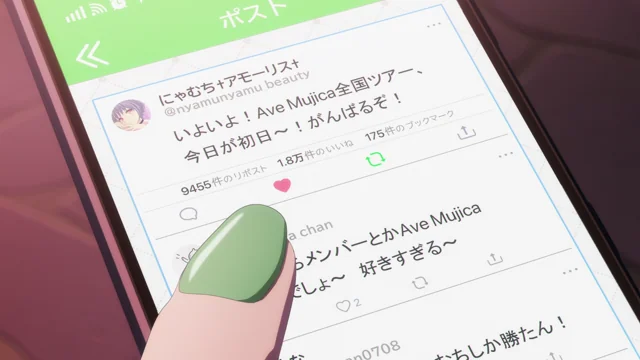 ポスト
にゃむち†アモーリス†
@nyamunyamu beauty
いよいよ！Ave Mujica全国ツアー、
今日が初日〜！がんばるぞ！
9455件のリポスト 1.8万件のいいね 175件のブックマーク
chan
メンバーとかAve Mujica
でしょ〜 好きすぎる〜
2
0708
しか勝たん！